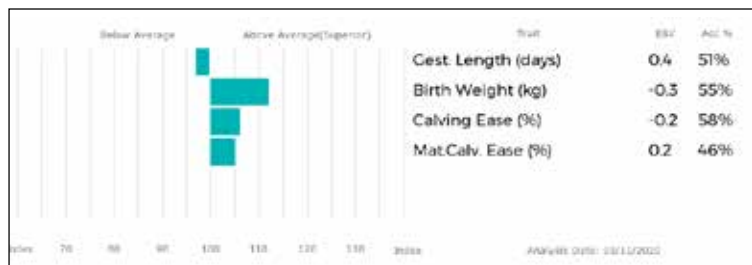 Below Average Above Average(Superior) Trait EBV Acc %
Gest. Length (days) 0.4 51%
Birth Weight (kg) -0.3 55%
Calving Ease (%) -0.2 58%
Mat.Calv. Ease (%) 0.2 46%
Index 70 80 90 100 110 120 130 Index Analysis Date: